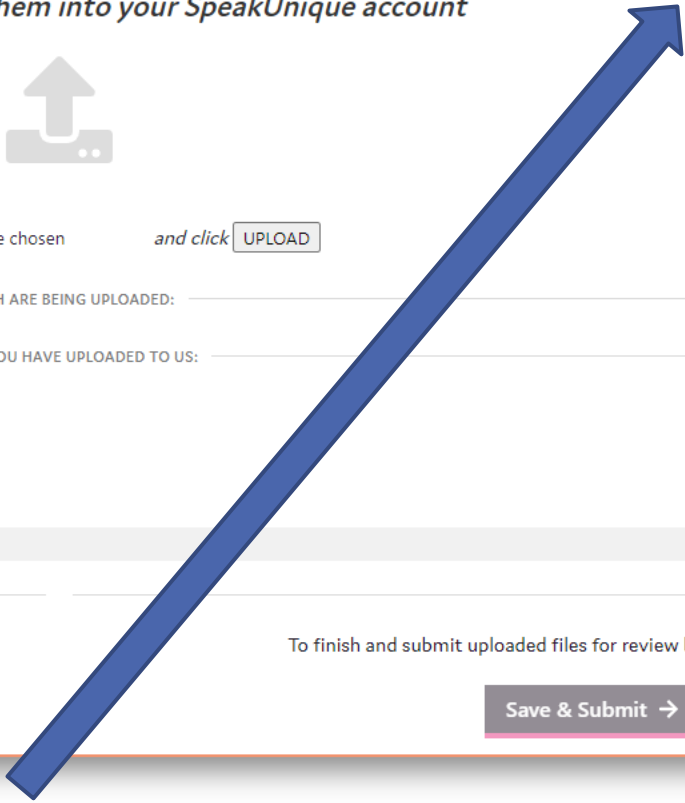 hem into your SpeakUnique account
e chosen and click UPLOAD
H ARE BEING UPLOADED:
OU HAVE UPLOADED TO US:
To finish and submit uploaded files for review
Save & Submit →